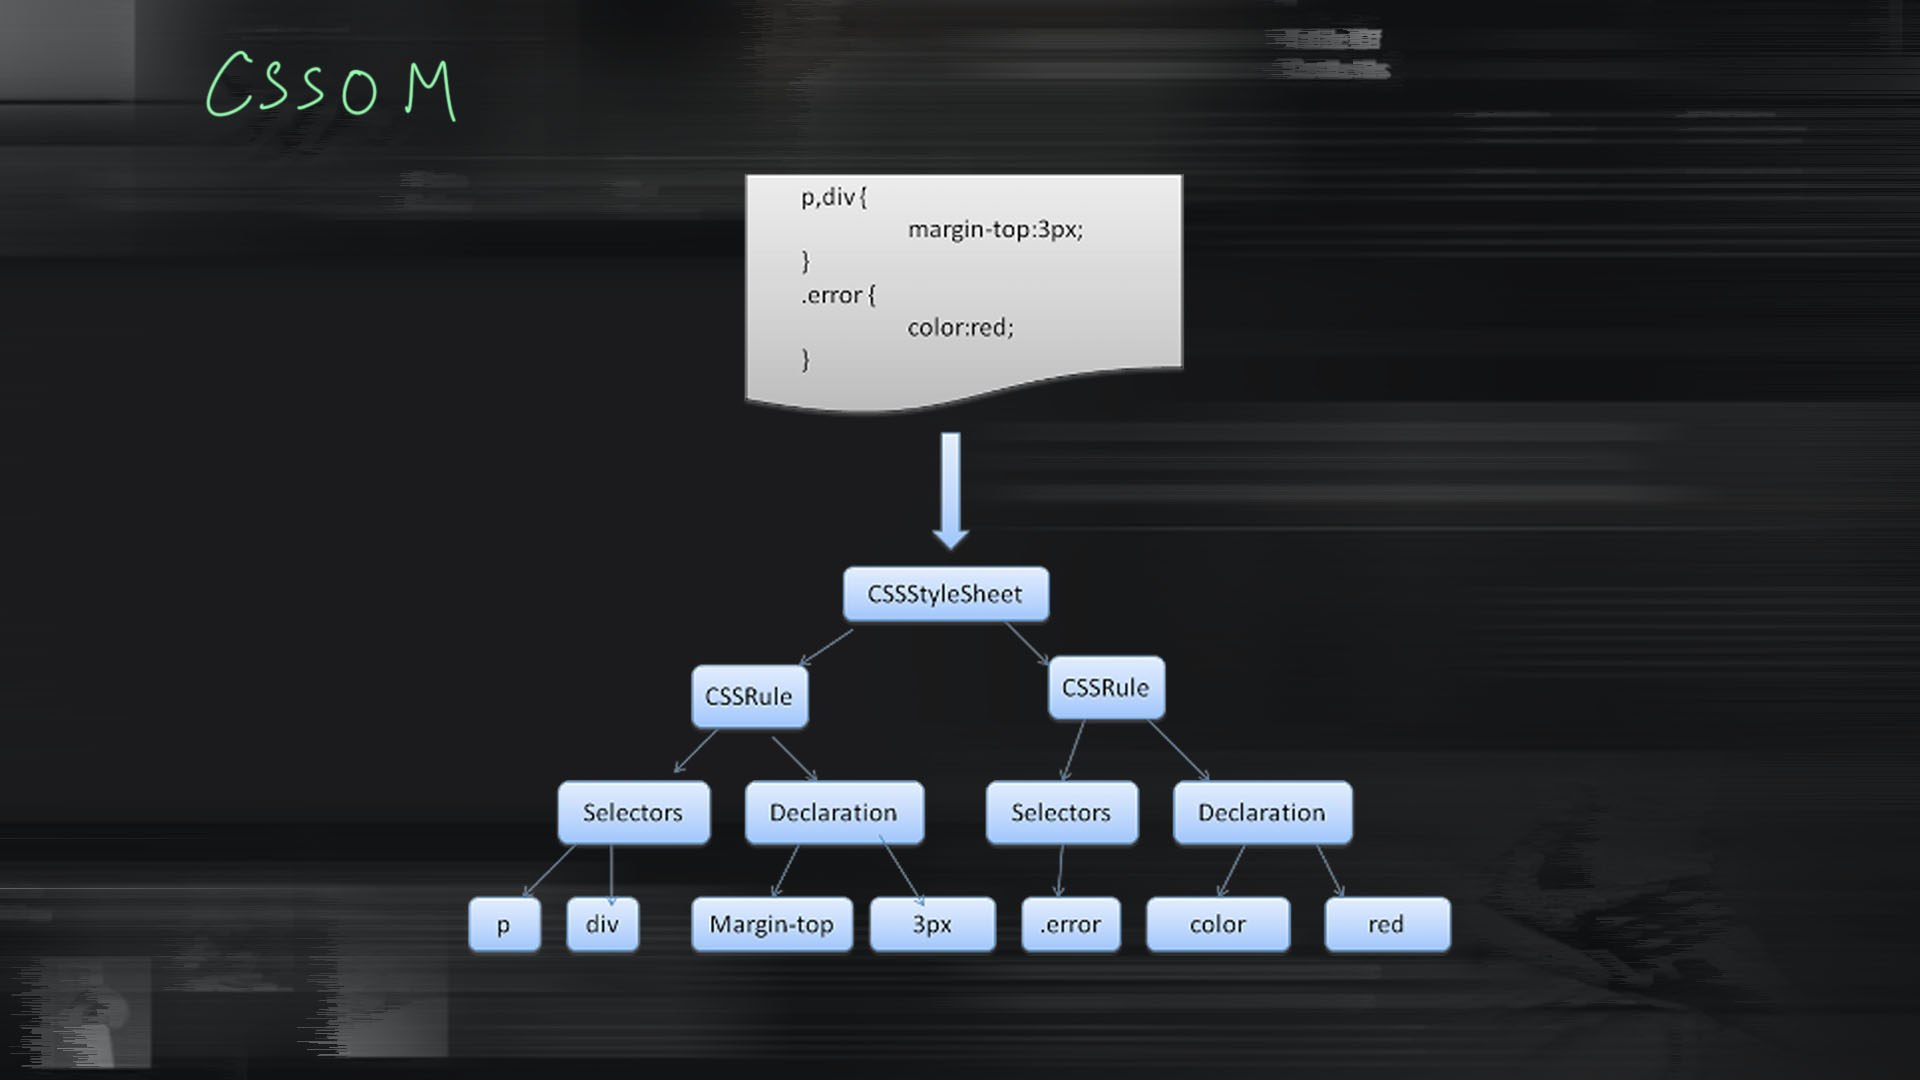 CSSOM
p,div {
margin-top:3px;
}
.error {
color:red;
}
CSSStyleSheet
CSSRule
CSSRule
Selectors
Declaration
Selectors
Declaration
p
div
Margin-top
3px
.error
color
red